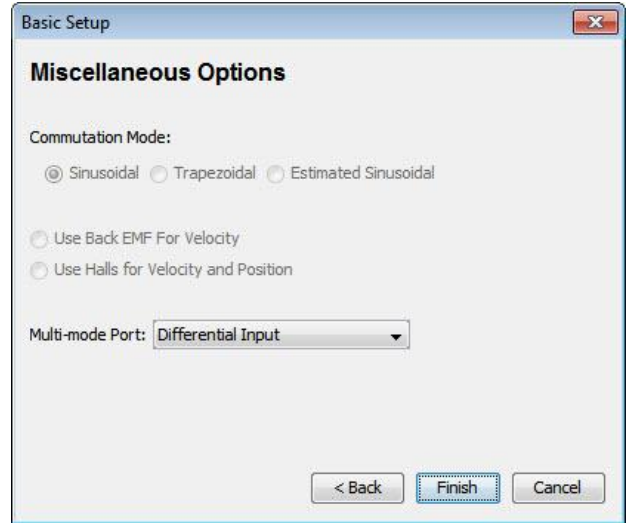 Basic Setup
Miscellaneous Options
Commutation Mode:
Sinusoidal Trapezoidal Estimated Sinusoidal
Use Back EMF For Velocity
Use Halls for Velocity and Position
Multi-mode Port: Differential Input
< Back Finish Cancel